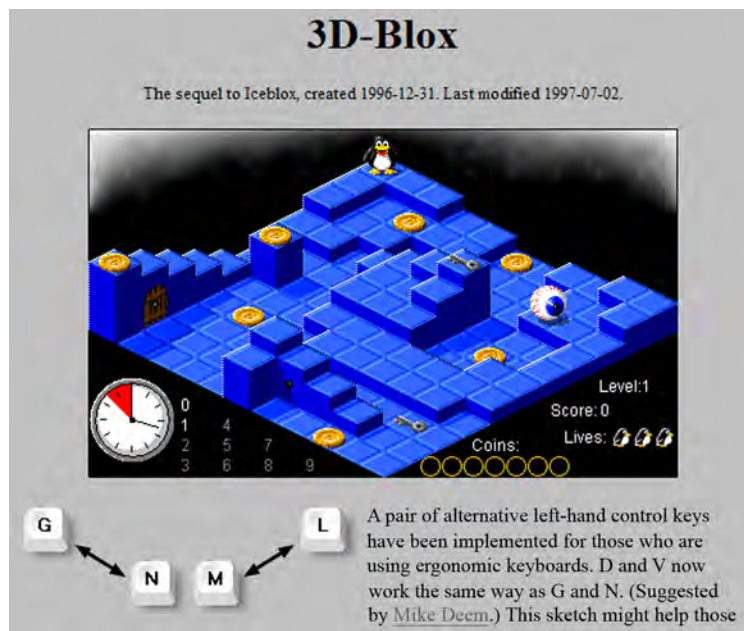 3D-Blox
The sequel to Iceblox, created 1996-12-31. Last modified 1997-07-02.
Level:1
Score: 0
Lives:
Coins:
0
1 4
2 5 7
3 6 8 9
G
N
M
L
A pair of alternative left-hand control keys
have been implemented for those who are
using ergonomic keyboards. D and V now
work the same way as G and N. (Suggested
by Mike Deem.) This sketch might help those